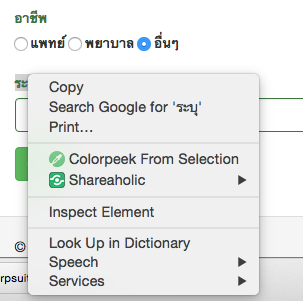 อาชีพ
แพทย์ พยาบาล อื่นๆ
ระ
Copy
Search Google for 'ระบุ'
Print...
Colorpeek From Selection
Shareaholic
Inspect Element
Look Up in Dictionary
Speech
Services
©
rpsuit